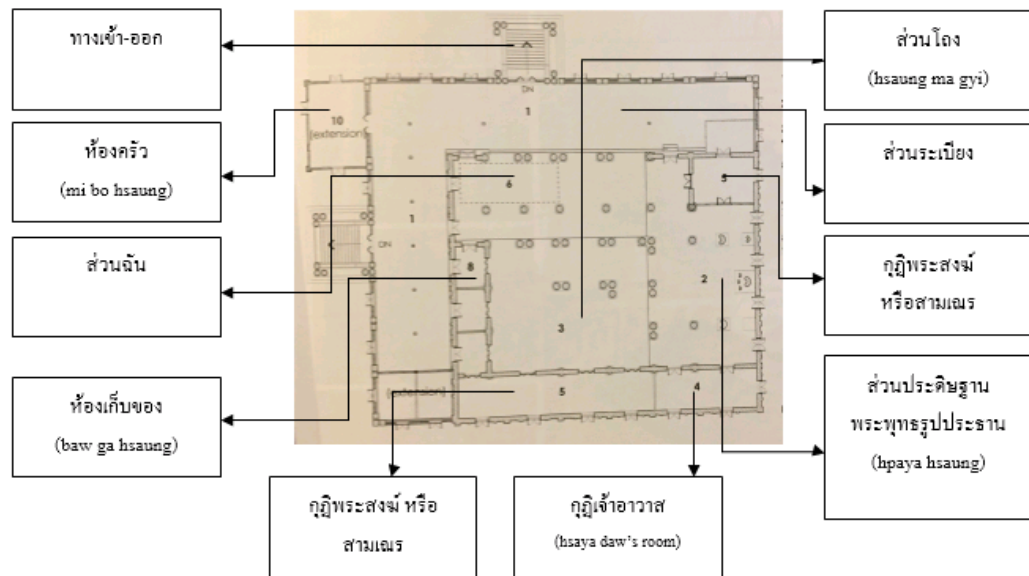 ทางเข้า-ออก
ห้องครัว
(mi bo hsaung)
ส่วนฉัน
ห้องเก็บของ
(baw ga hsaung)
กุฏิพระสงฆ์ หรือ
สามเณร
กุฏิเจ้าอาวาส
(hsaya daw's room)
ส่วนโถง
(hsaung ma gyi)
ส่วนระเบียง
กุฏิพระสงฆ์
หรือสามเณร
ส่วนประดิษฐาน
พระพุทธรูปประธาน
(hpaya hsaung)
DN
10
(extension)
1
6
5
1
DN
8
2
3
(extension)
5
4